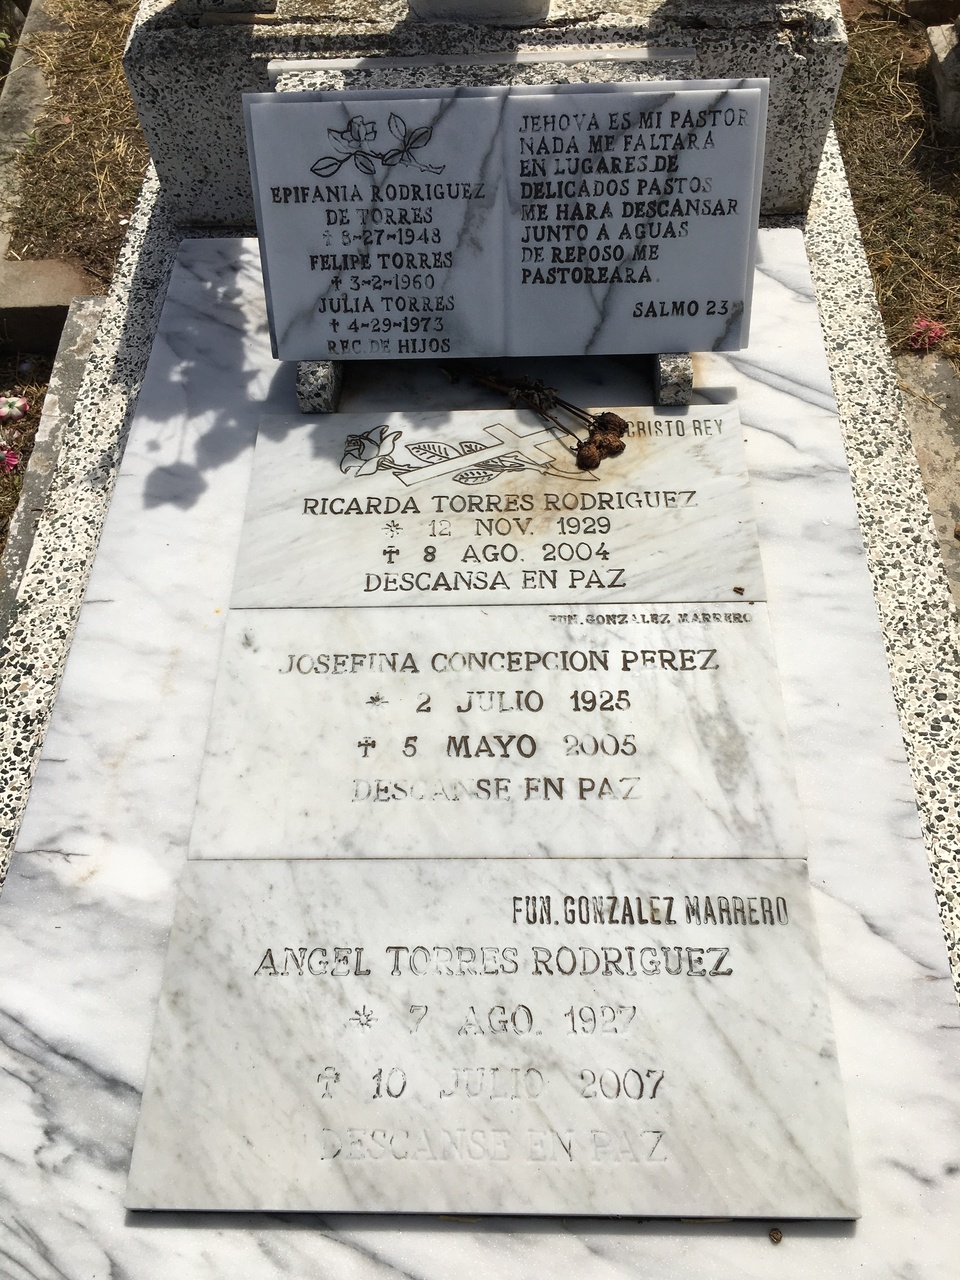 EPIFANIA RODRIGUEZ
DE TORRES
✝ 8-27-1948
FELIPE TORRES
✝ 3-2-1960
JULIA TORRES
✝ 4-29-1973
REC. DE HIJOS
JEHOVA ES MI PASTOR
NADA ME FALTARA
EN LUGARES DE
DELICADOS PASTOS
ME HARA DESCANSAR
JUNTO A AGUAS
DE REPOSO ME
PASTOREARA.
SALMO 23
CRISTO REY
RICARDA TORRES RODRIGUEZ
* 12 NOV. 1929
✝ 8 AGO. 2004
DESCANSA EN PAZ
FUN. GONZALEZ MARRERO
JOSEFINA CONCEPCION PEREZ
* 2 JULIO 1925
✝ 5 MAYO 2005
DESCANSE EN PAZ
FUN. GONZALEZ MARRERO
ANGEL TORRES RODRIGUEZ
* 7 AGO. 1927
✝ 10 JULIO 2007
DESCANSE EN PAZ